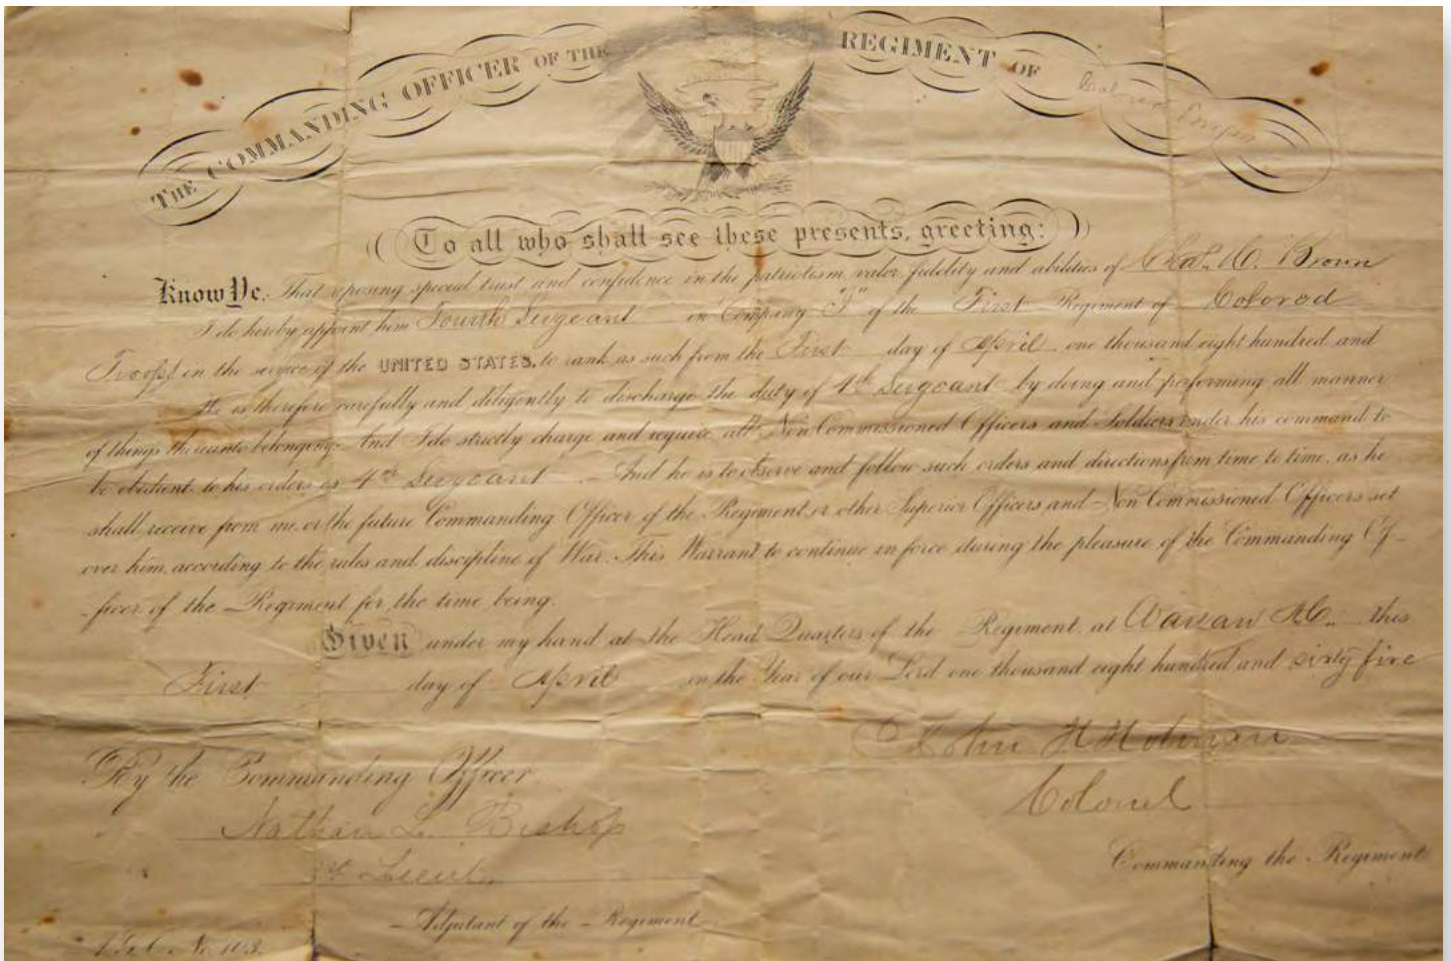 THE COMMANDING OFFICER OF THE REGIMENT OF Colored Troops
To all who shall see these presents, greeting:
Know Ye, That reposing special trust and confidence in the patriotism, valor, fidelity and abilities of Chas. C. Brown
I do hereby appoint him Fourth Sergeant in Company "I" of the First Regiment of Colored
Troops in the service of the UNITED STATES, to rank as such from the First day of April one thousand eight hundred and
He is therefore carefully and diligently to discharge the duty of 4th Sergeant by doing and performing all manner
of things thereunto belonging. And I do strictly charge and require all Non Commissioned Officers and Soldiers under his command to
be obedient to his orders as 4th Sergeant. And he is to observe and follow such orders and directions from time to time, as he
shall receive from me, or the future Commanding Officer of the Regiment, or other Superior Officers and Non Commissioned Officers set
over him, according to the rules and discipline of War. This Warrant to continue in force during the pleasure of the Commanding Of-
-ficer of the Regiment for the time being.
Given under my hand at the Head Quarters of the Regiment, at Warsaw N.C., this
First day of April in the Year of our Lord one thousand eight hundred and sixty five
John H Holman
By the Commanding Officer.
Colonel
Nathan L. Bishop
Commanding the Regiment
1st Lieut.
Adjutant of the Regiment